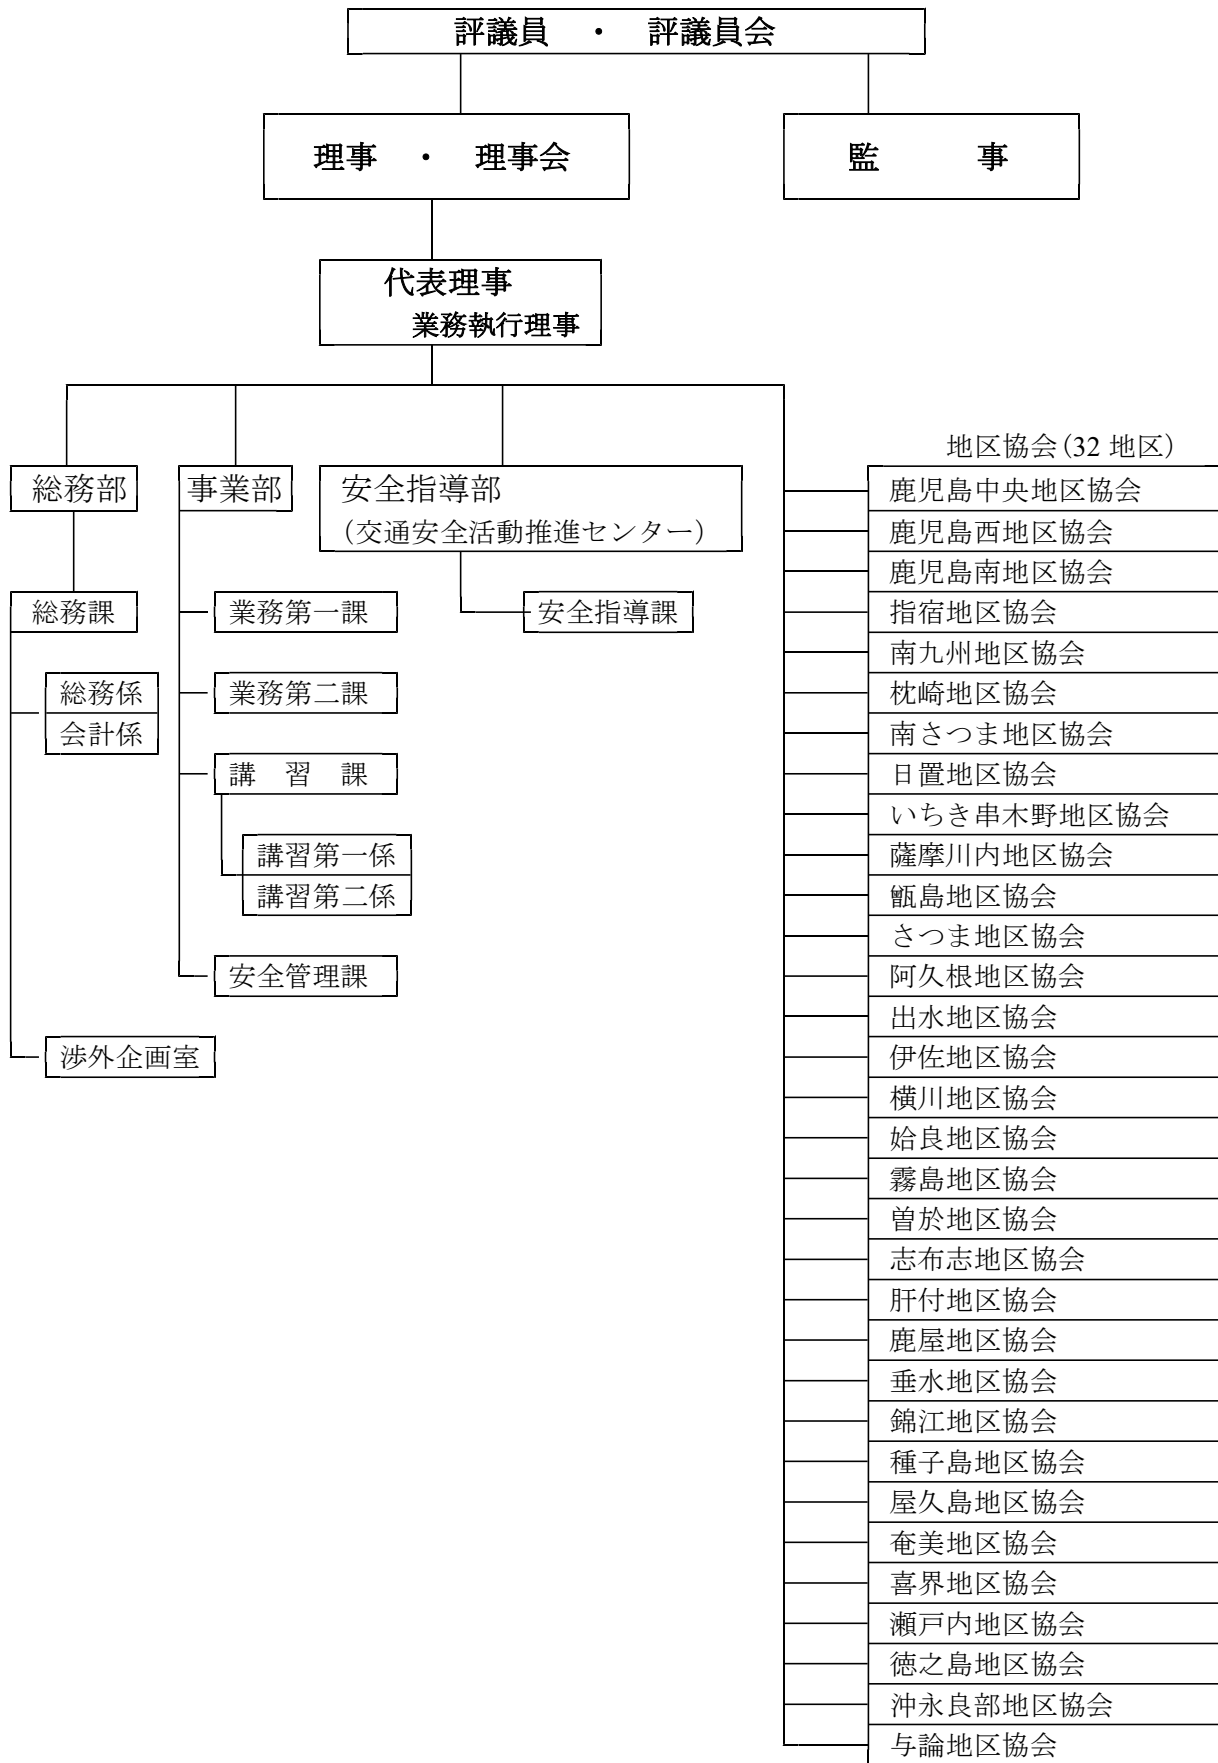 評議員 ・ 評議員会
理事 ・ 理事会
監 事
代表理事
業務執行理事
総務部
事業部
安全指導部
（交通安全活動推進センター）
総務課
業務第一課
安全指導課
総務係
会計係
業務第二課
講 習 課
講習第一係
講習第二係
安全管理課
渉外企画室
地区協会（32 地区）
鹿児島中央地区協会
鹿児島西地区協会
鹿児島南地区協会
指宿地区協会
南九州地区協会
枕崎地区協会
南さつま地区協会
日置地区協会
いちき串木野地区協会
薩摩川内地区協会
甑島地区協会
さつま地区協会
阿久根地区協会
出水地区協会
伊佐地区協会
横川地区協会
姶良地区協会
霧島地区協会
曽於地区協会
志布志地区協会
肝付地区協会
鹿屋地区協会
垂水地区協会
錦江地区協会
種子島地区協会
屋久島地区協会
奄美地区協会
喜界地区協会
瀬戸内地区協会
徳之島地区協会
沖永良部地区協会
与論地区協会